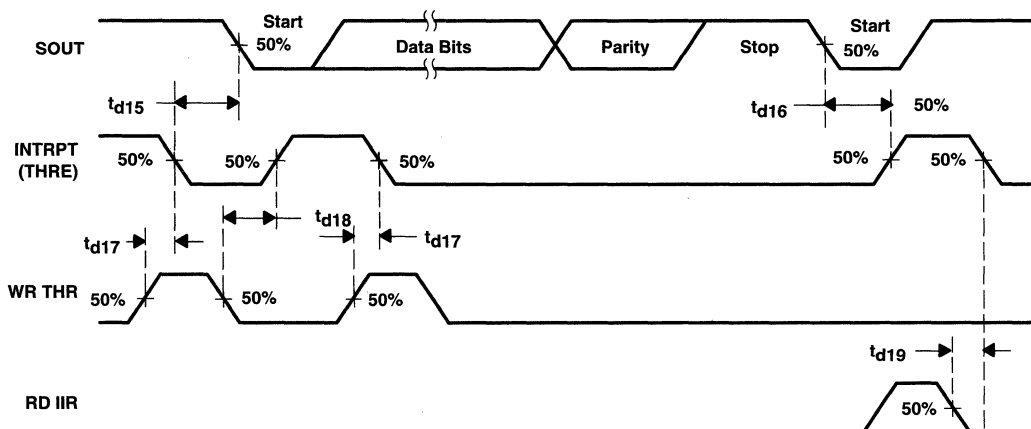 Start
Start
SOUT
50%
Data Bits
Parity
Stop
50%
td15
td16
50%
INTRPT
(THRE)
50%
50%
50%
50%
50%
td18
td17
td17
WR THR
50%
50%
50%
td19
RD IIR
50%